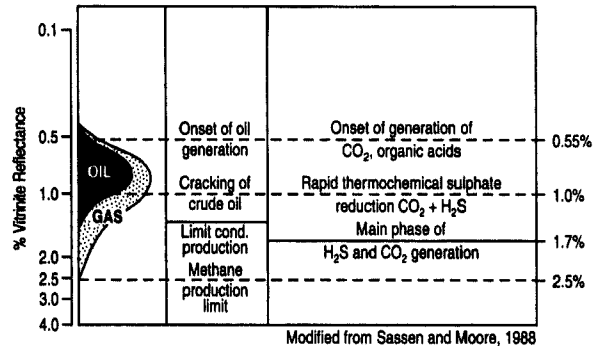 % Vitrinite Reflectance
0.1
0.5
1.0
2.0
2.5
3.0
4.0
OIL
GAS
Onset of oil
generation
Cracking of
crude oil
Limit cond.
production
Methane
production
limit
Onset of generation of
CO₂, organic acids
Rapid thermochemical sulphate
reduction CO₂ + H₂S
Main phase of
H₂S and CO₂ generation
0.55%
1.0%
1.7%
2.5%
Modified from Sassen and Moore, 1988